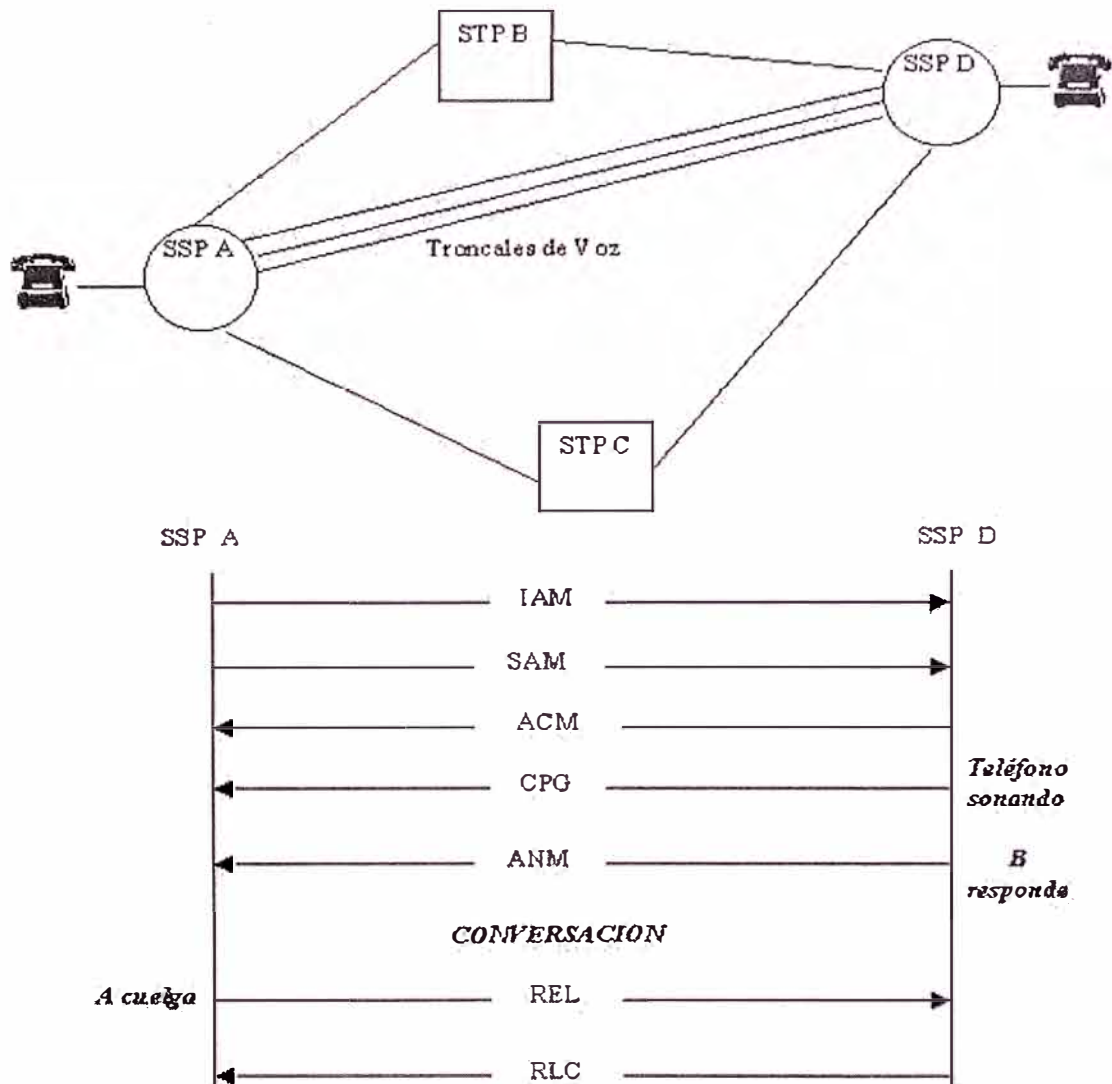 STP B
SSP D
SSP A
Troncales de Voz
STP C
SSP A
SSP D
IAM
SAM
ACM
CPG
Teléfono
sonando
ANM
B
responde
CONVERSACION
A cuelga
REL
RLC